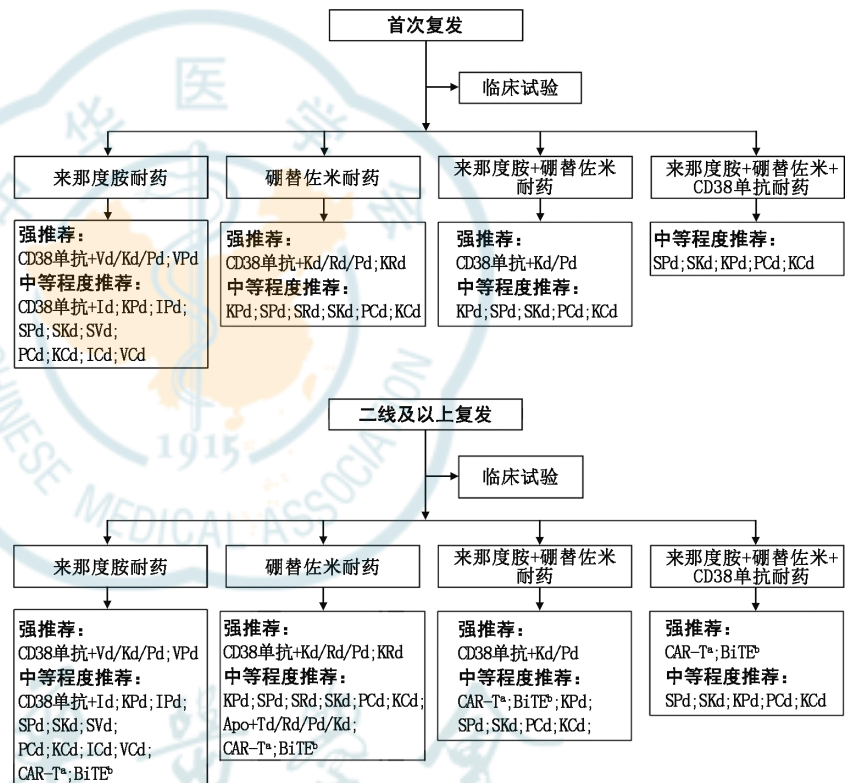 首次复发
临床试验
来那度胺耐药
硼替佐米耐药
来那度胺+硼替佐米
耐药
来那度胺+硼替佐米+
CD38单抗耐药
强推荐：
CD38单抗+Vd/Kd/Pd;VPd
中等程度推荐：
CD38单抗+Id;KPd;IPd;
SPd;SKd;SVd;
PCd;KCd;ICd;VCd
强推荐：
CD38单抗+Kd/Rd/Pd;KRd
中等程度推荐：
KPd;SPd;SRd;SKd;PCd;KCd
强推荐：
CD38单抗+Kd/Pd
中等程度推荐：
KPd;SPd;SKd;PCd;KCd
中等程度推荐：
SPd;SKd;KPd;PCd;KCd
二线及以上复发
临床试验
来那度胺耐药
硼替佐米耐药
来那度胺+硼替佐米
耐药
来那度胺+硼替佐米+
CD38单抗耐药
强推荐：
CD38单抗+Vd/Kd/Pd;VPd
中等程度推荐：
CD38单抗+Id;KPd;IPd;
SPd;SKd;SVd;
PCd;KCd;ICd;VCd;
CAR-Tᵃ;BiTEᵇ
强推荐：
CD38单抗+Kd/Rd/Pd;KRd
中等程度推荐：
KPd;SPd;SRd;SKd;PCd;KCd;
Apo+Td/Rd/Pd/Kd;
CAR-Tᵃ;BiTEᵇ
强推荐：
CD38单抗+Kd/Pd
中等程度推荐：
CAR-Tᵃ;BiTEᵇ;KPd;
SPd;SKd;PCd;KCd;
强推荐：
CAR-Tᵃ;BiTEᵇ
中等程度推荐：
SPd;SKd;KPd;PCd;KCd
中华医学会
1915
CHINESE MEDICAL ASSOCIATION